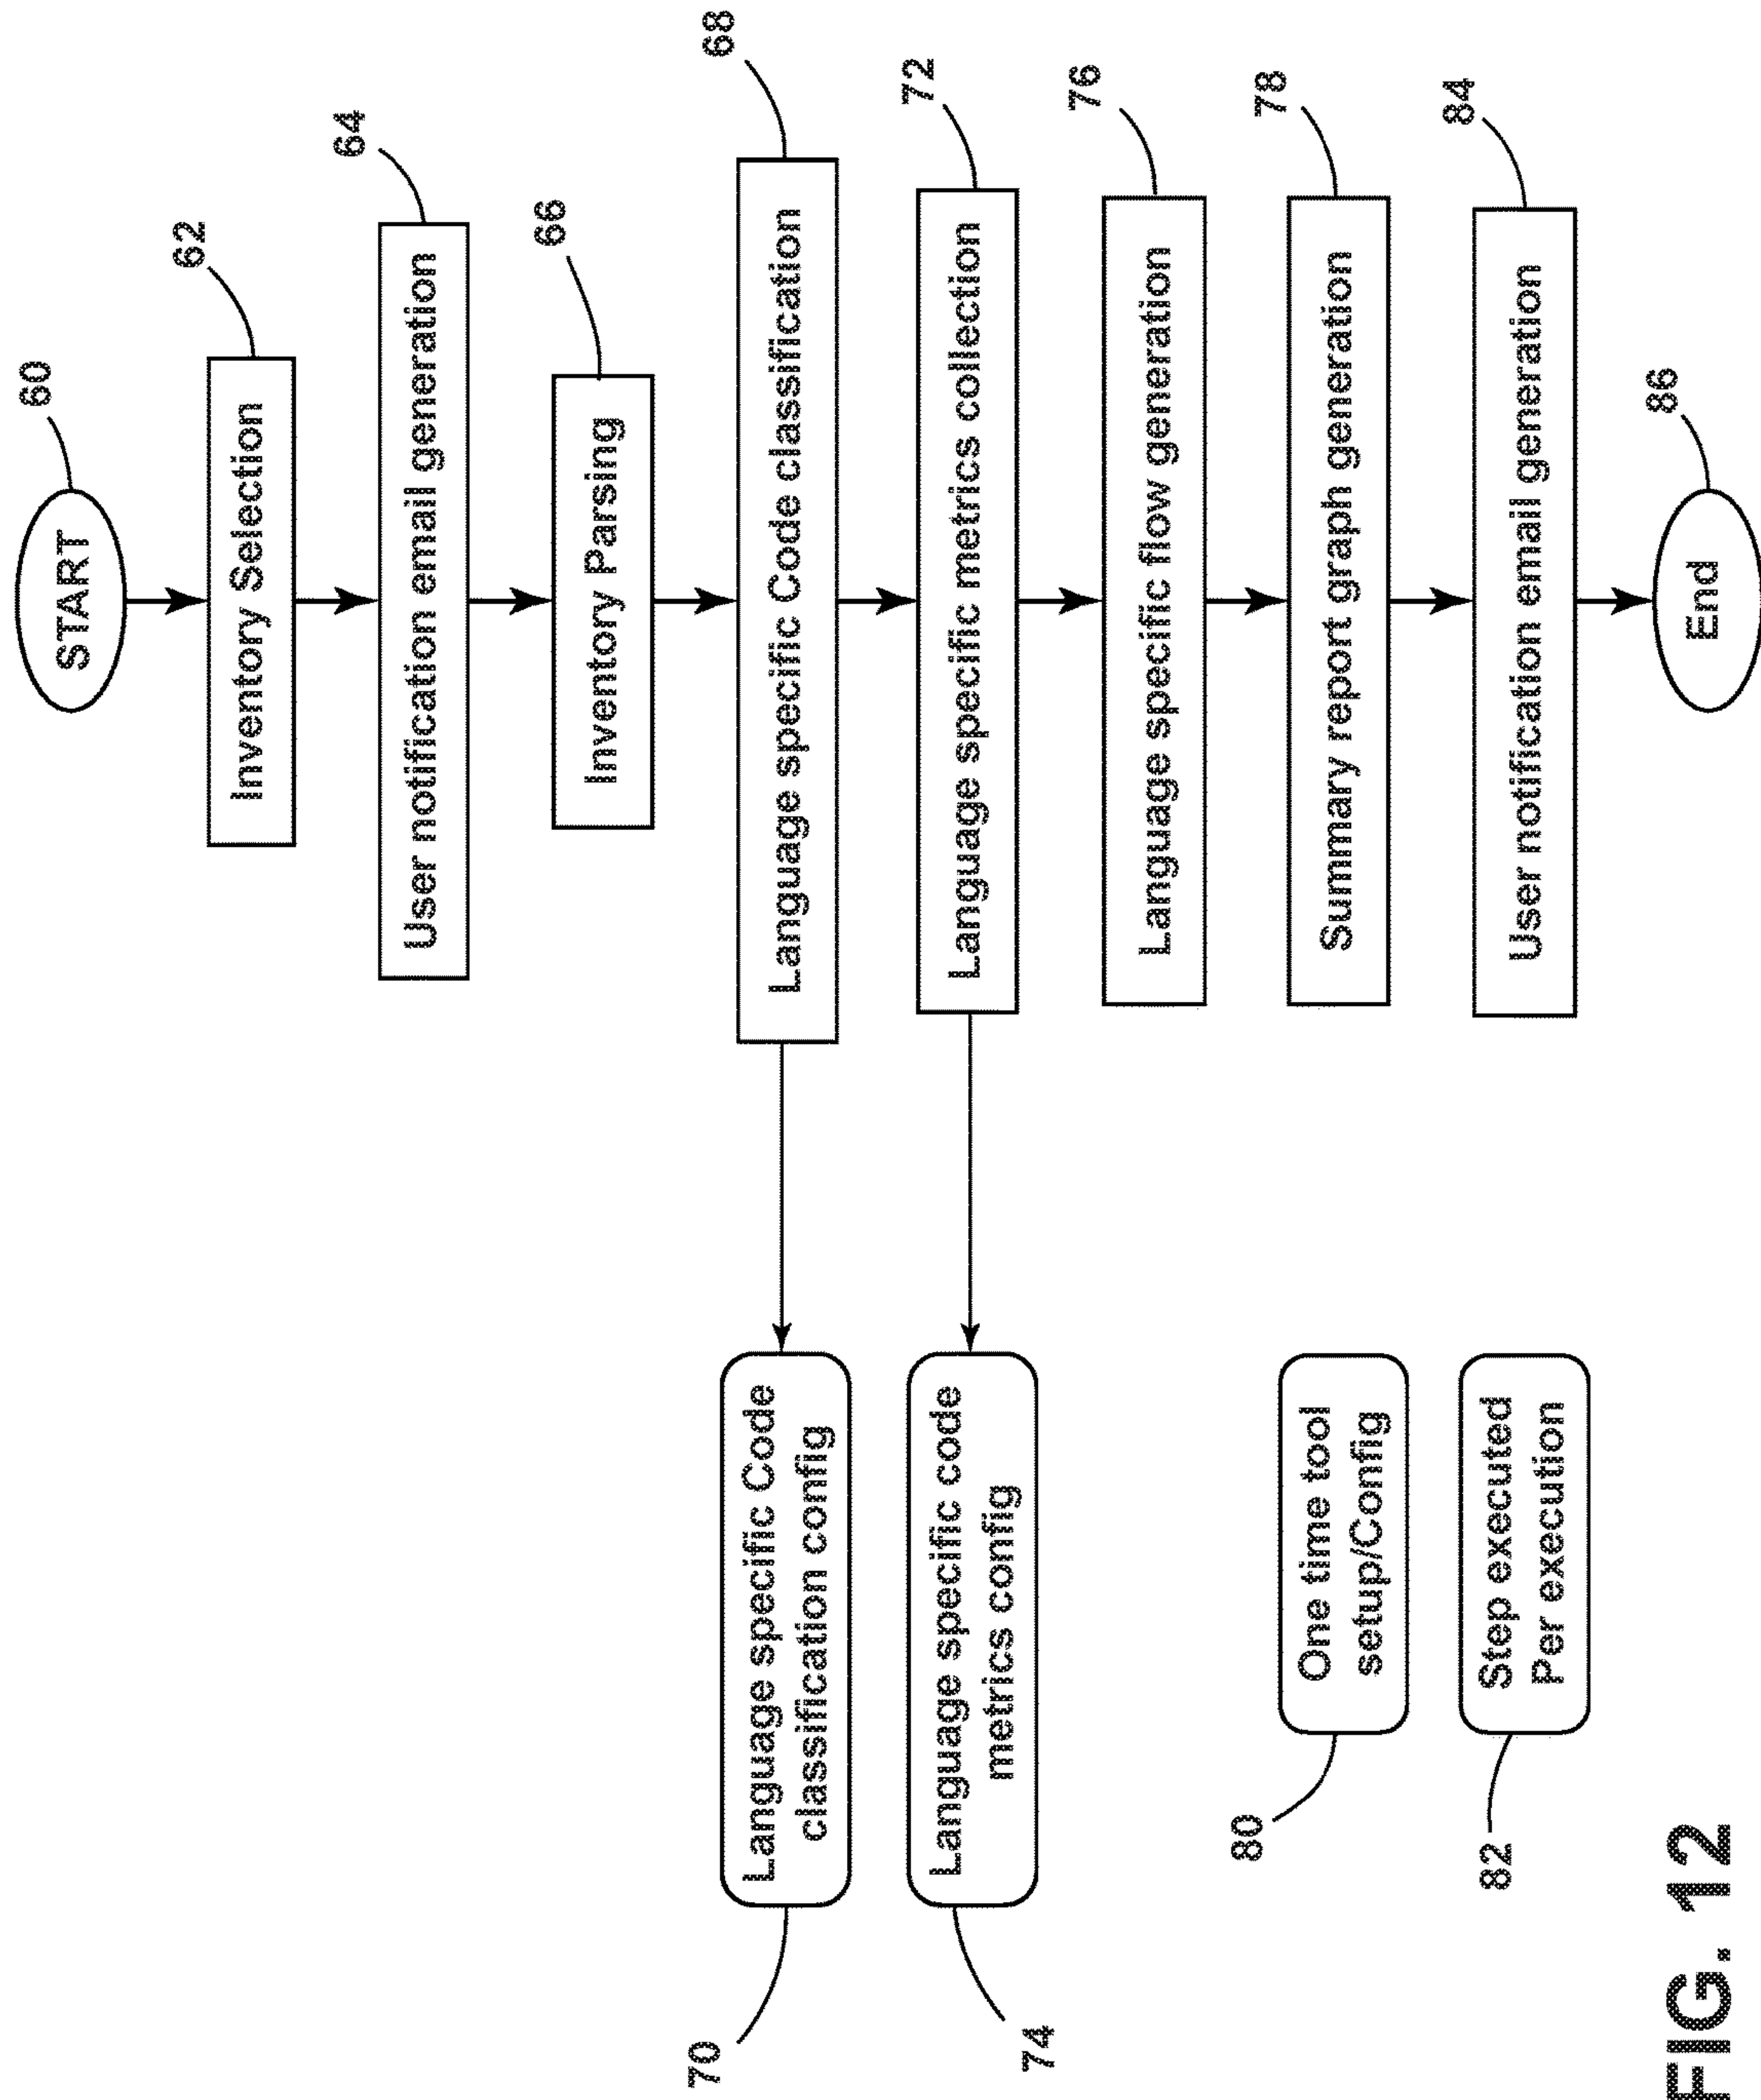 60
START
62
Inventory Selection
64
User notification email generation
66
Inventory Parsing
68
Language specific Code classification
70
Language specific Code
classification config
72
Language specific metrics collection
74
Language specific code
metrics config
76
Language specific flow generation
78
Summary report graph generation
80
One time tool
setup/Config
82
Step executed
Per execution
84
User notification email generation
86
End
FIG. 12